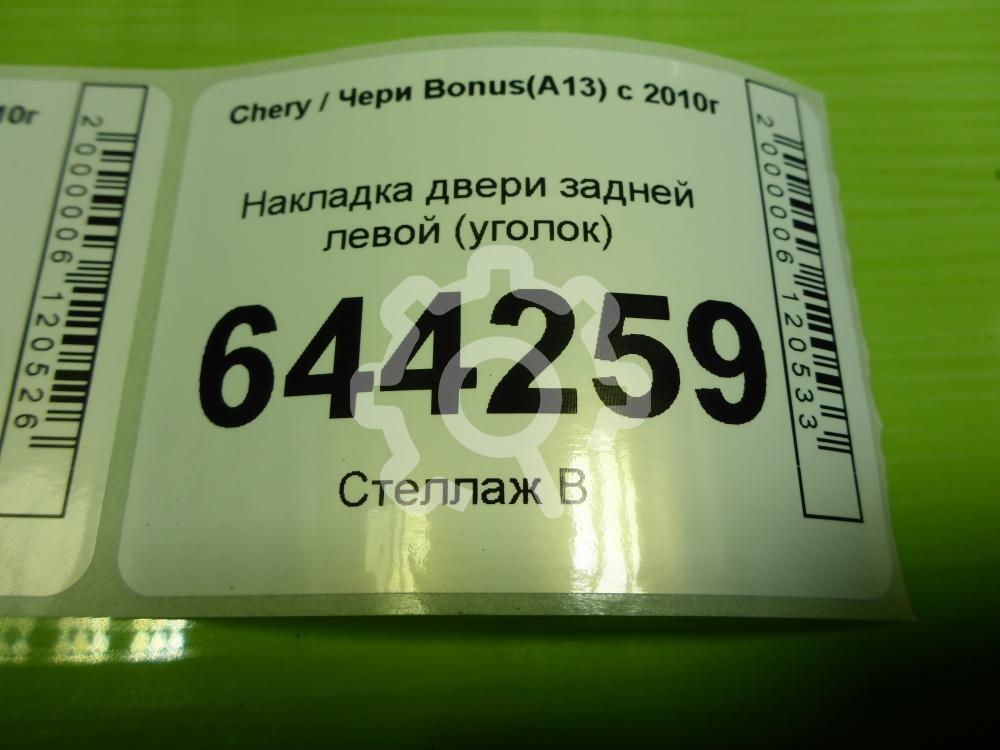 10г
2000006120526
Chery / Чери Bonus(A13) с 2010г
Накладка двери задней
левой (уголок)
644259
Стеллаж В
2000006120533